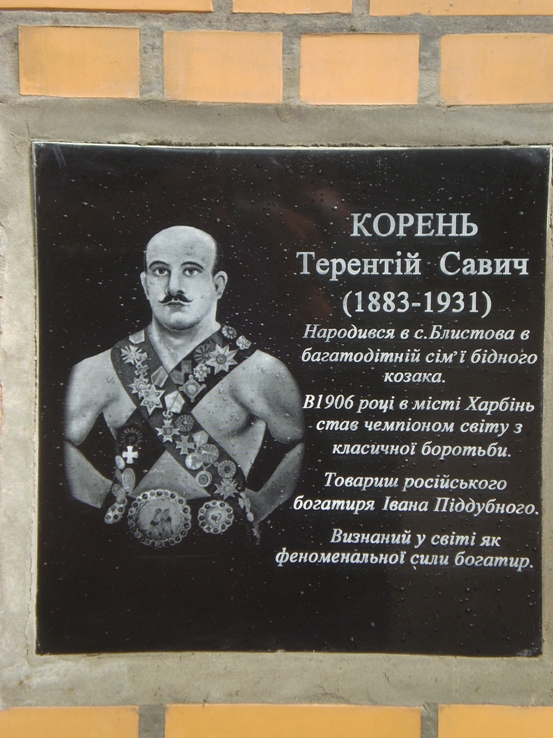 КОРЕНЬ
Терентій Савич
(1883-1931)
Народився в с.Блистова в
багатодітній сім'ї бідного
козака.
В1906 році в місті Харбінь
став чемпіоном світу з
класичної боротьби.
Товариш російського
богатиря Івана Піддубного.
Визнаний у світі як
феноменальної сили богатир.